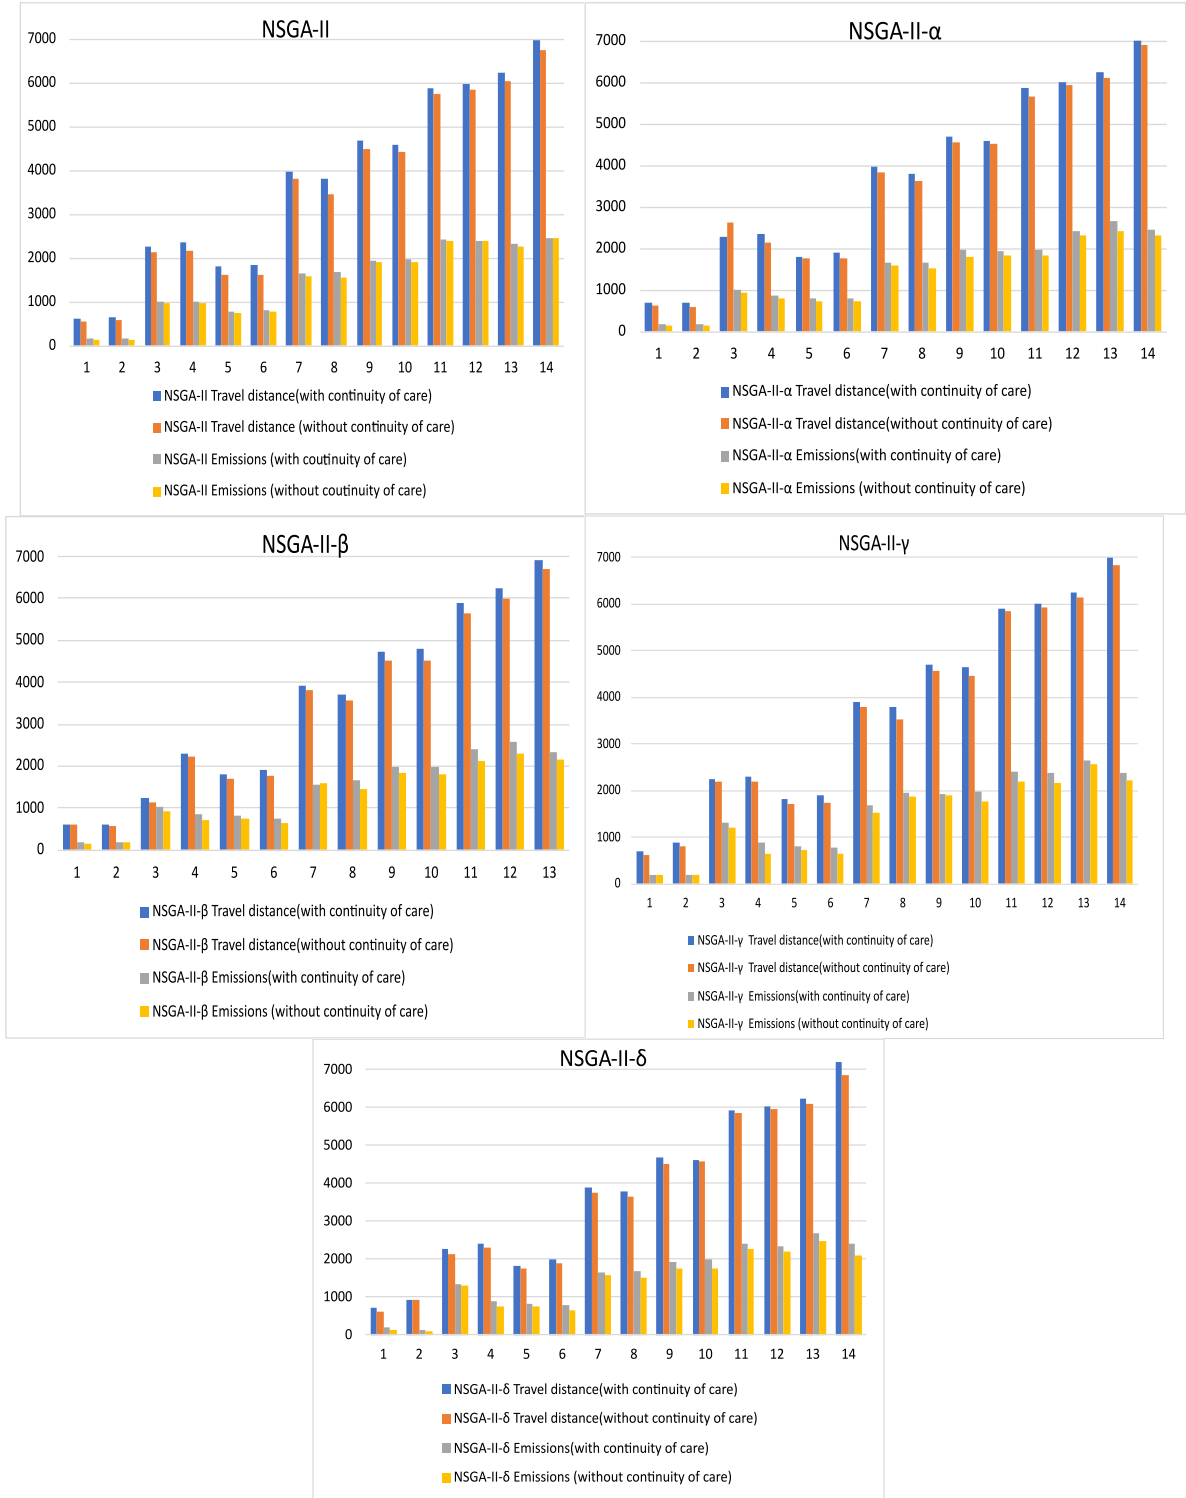 NSGA-II
7000
6000
5000
4000
3000
2000
1000
0
1 2 3 4 5 6 7 8 9 10 11 12 13 14
NSGA-II Travel distance(with continuity of care)
NSGA-II Travel distance (without continuity of care)
NSGA-II Emissions (with coutinuity of care)
NSGA-II Emissions (without coutinuity of care)
NSGA-II-α
7000
6000
5000
4000
3000
2000
1000
0
1 2 3 4 5 6 7 8 9 10 11 12 13 14
NSGA-II-α Travel distance(with continuity of care)
NSGA-II-α Travel distance(without continuity of care)
NSGA-II-α Emissions(with continuity of care)
NSGA-II-α Emissions (without continuity of care)
NSGA-II-β
7000
6000
5000
4000
3000
2000
1000
0
1 2 3 4 5 6 7 8 9 10 11 12 13
NSGA-II-β Travel distance(with continuity of care)
NSGA-II-β Travel distance(without continuity of care)
NSGA-II-β Emissions(with continuity of care)
NSGA-II-β Emissions (without continuity of care)
NSGA-II-γ
7000
6000
5000
4000
3000
2000
1000
0
1 2 3 4 5 6 7 8 9 10 11 12 13 14
NSGA-II-γ Travel distance(with continuity of care)
NSGA-II-γ Travel distance(without continuity of care)
NSGA-II-γ Emissions(with continuity of care)
NSGA-II-γ Emissions (without continuity of care)
NSGA-II-δ
7000
6000
5000
4000
3000
2000
1000
0
1 2 3 4 5 6 7 8 9 10 11 12 13 14
NSGA-II-δ Travel distance(with continuity of care)
NSGA-II-δ Travel distance(without continuity of care)
NSGA-II-δ Emissions(with continuity of care)
NSGA-II-δ Emissions (without continuity of care)